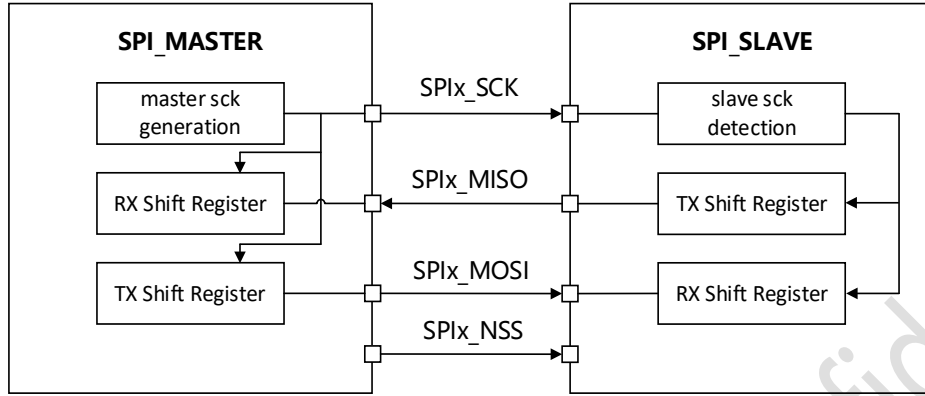 SPI_MASTER
master sck
generation
RX Shift Register
TX Shift Register
SPIx_SCK
SPIx_MISO
SPIx_MOSI
SPIx_NSS
SPI_SLAVE
slave sck
detection
TX Shift Register
RX Shift Register
fid